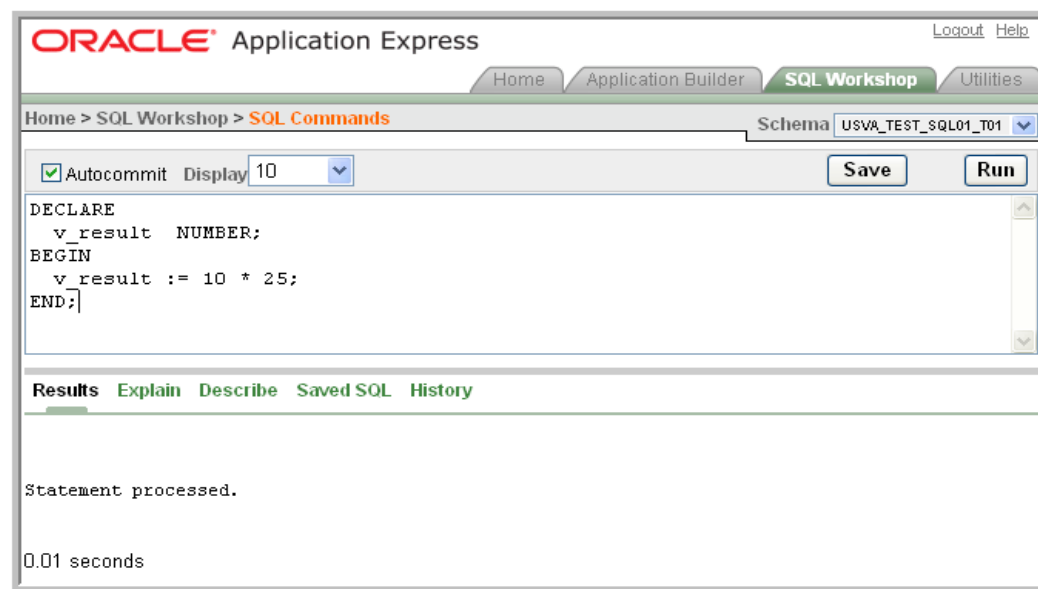 Logout Help
ORACLE Application Express
Home Application Builder SQL Workshop Utilities
Home > SQL Workshop > SQL Commands Schema USVA_TEST_SQL01_T01
Autocommit Display 10 Save Run
DECLARE
  v_result  NUMBER;
BEGIN
  v_result := 10 * 25;
END;
Results Explain Describe Saved SQL History
Statement processed.
0.01 seconds